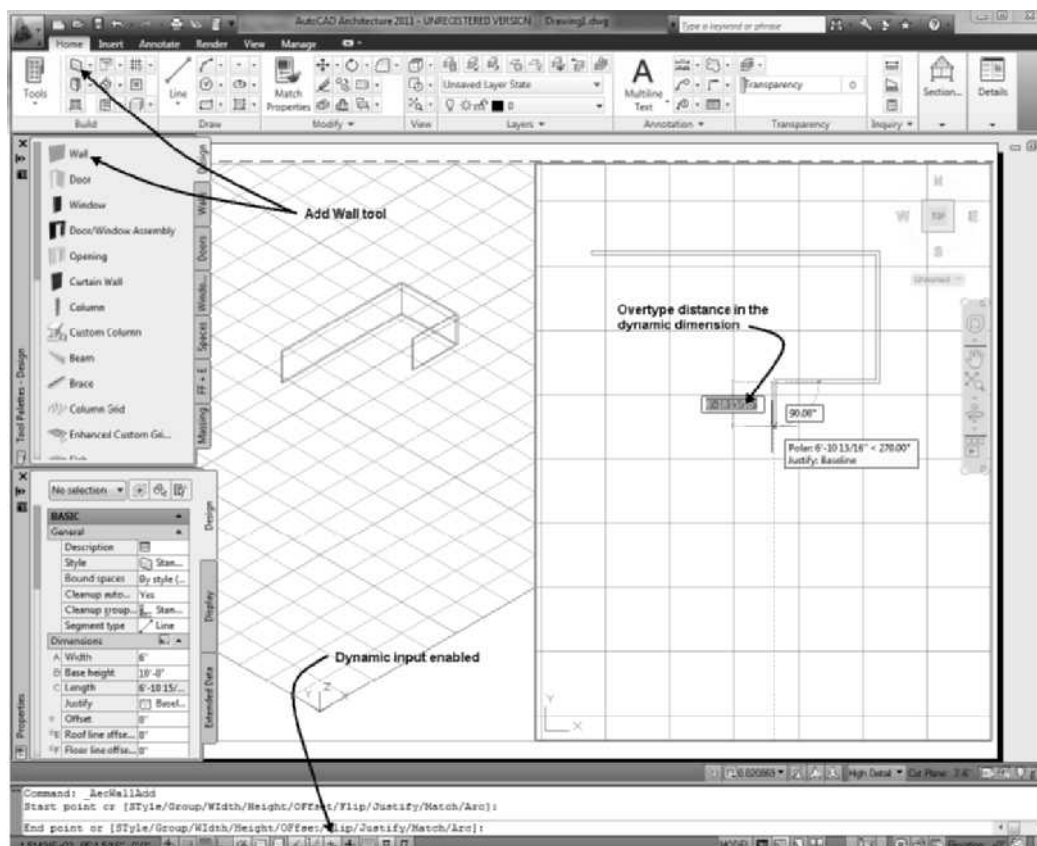 AutoCAD Architecture 2011 - UNREGISTERED VERSION Drawing1.dwg
Type a keyword or phrase
Home Insert Annotate Render View Manage
Tools
Line
Match Properties
Unsaved Layer State
0
Multiline Text
Transparency 0
Section...
Details
Build
Draw
Modify
View
Layers
Annotation
Transparency
Inquiry
Wall
Door
Window
Door/Window Assembly
Opening
Curtain Wall
Column
Custom Column
Beam
Brace
Column Grid
Enhanced Custom Gri...
Tool Palettes - Design
Design
Walls
Doors
Windo...
Spaces
FF + E
Massing
Add Wall tool
Overtype distance in the
dynamic dimension
N
W TOP E
S
Unnamed
90.00°
Polar: 6'-10 13/16" < 270.00°
Justify: Baseline
No selection
BASIC
General
Description
Style Stan...
Bound spaces By style (...
Cleanup auto... Yes
Cleanup group... Stan...
Segment type Line
Dimensions
A Width 6"
B Base height 10'-0"
C Length 6'-10 15/...
Justify Basel...
Offset 0"
Roof line offse... 0"
Floor line offse... 0"
Properties
Design
Display
Extended Data
Dynamic input enabled
Z
Y
Y
X
High Detail Cut Plane: 3'-6"
Command: _AecWallAdd
Start point or [STyle/Group/WIdth/Height/OFfset/Flip/Justify/Match/Arc]:
End point or [STyle/Group/WIdth/Height/OFfset/Flip/Justify/Match/Arc]:
MODEL
Elevation